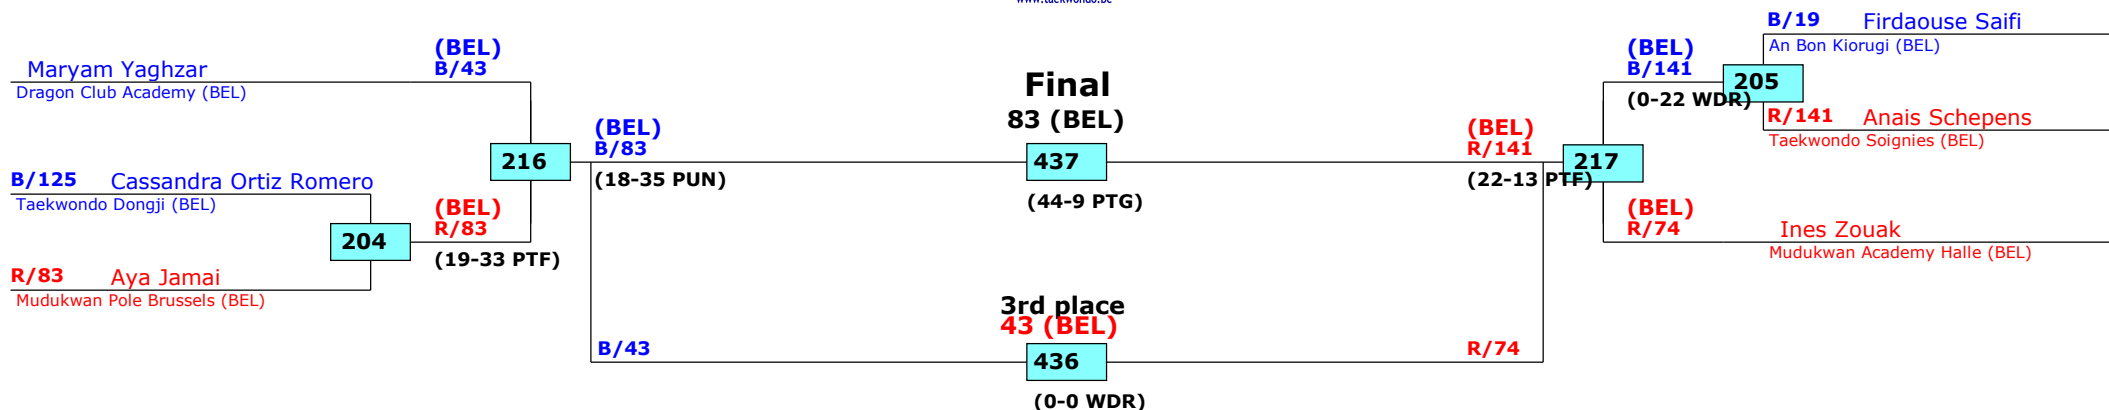 www.taekwondo.be
B/19 Firdaouse Saifi
An Bon Kiorugi (BEL)
(BEL)
B/43
Maryam Yaghzar
Dragon Club Academy (BEL)
Final
83 (BEL)
(BEL)
B/141
205
(0-22 WDR)
R/141 Anais Schepens
Taekwondo Soignies (BEL)
(BEL)
B/83
216
(18-35 PUN)
437
(44-9 PTG)
(BEL)
R/141
217
(22-13 PTF)
B/125 Cassandra Ortiz Romero
Taekwondo Dongji (BEL)
204
(BEL)
R/83
(19-33 PTF)
(BEL)
R/74
Ines Zouak
Mudukwan Academy Halle (BEL)
R/83 Aya Jamai
Mudukwan Pole Brussels (BEL)
3rd place
43 (BEL)
B/43
436
R/74
(0-0 WDR)